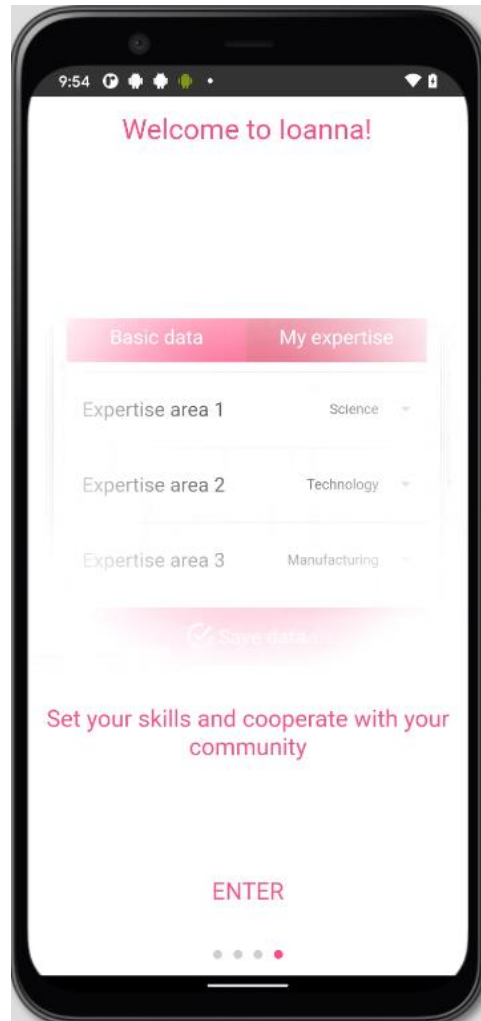 9:54
Welcome to Ioanna!
Basic data My expertise
Expertise area 1 Science
Expertise area 2 Technology
Expertise area 3 Manufacturing
Save data
Set your skills and cooperate with your
community
ENTER